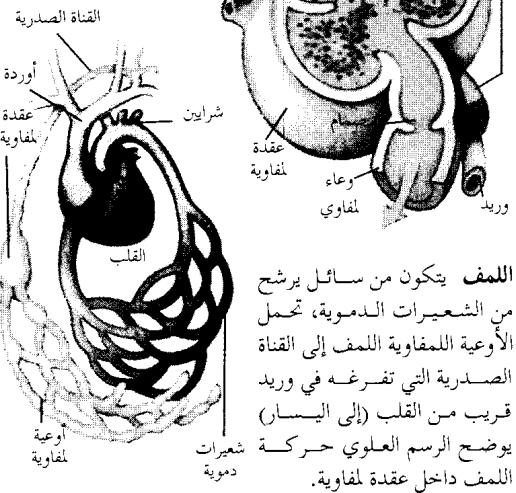 القناة الصدرية
أوردة
عقدة
لمفاوية
شرايين
القلب
أوعية
لمفاوية
شعيرات
دموية
عقدة
لمفاوية
صمام
وعاء
لمفاوي
وريد
اللمف يتكون من سائل يرشح
من الشعيرات الدموية، تحمل
الأوعية اللمفاوية اللمف إلى القناة
الصدرية التي تفرغه في وريد
قريب من القلب (إلى اليسار)
يوضح الرسم العلوي حركة
اللمف داخل عقدة لمفاوية.